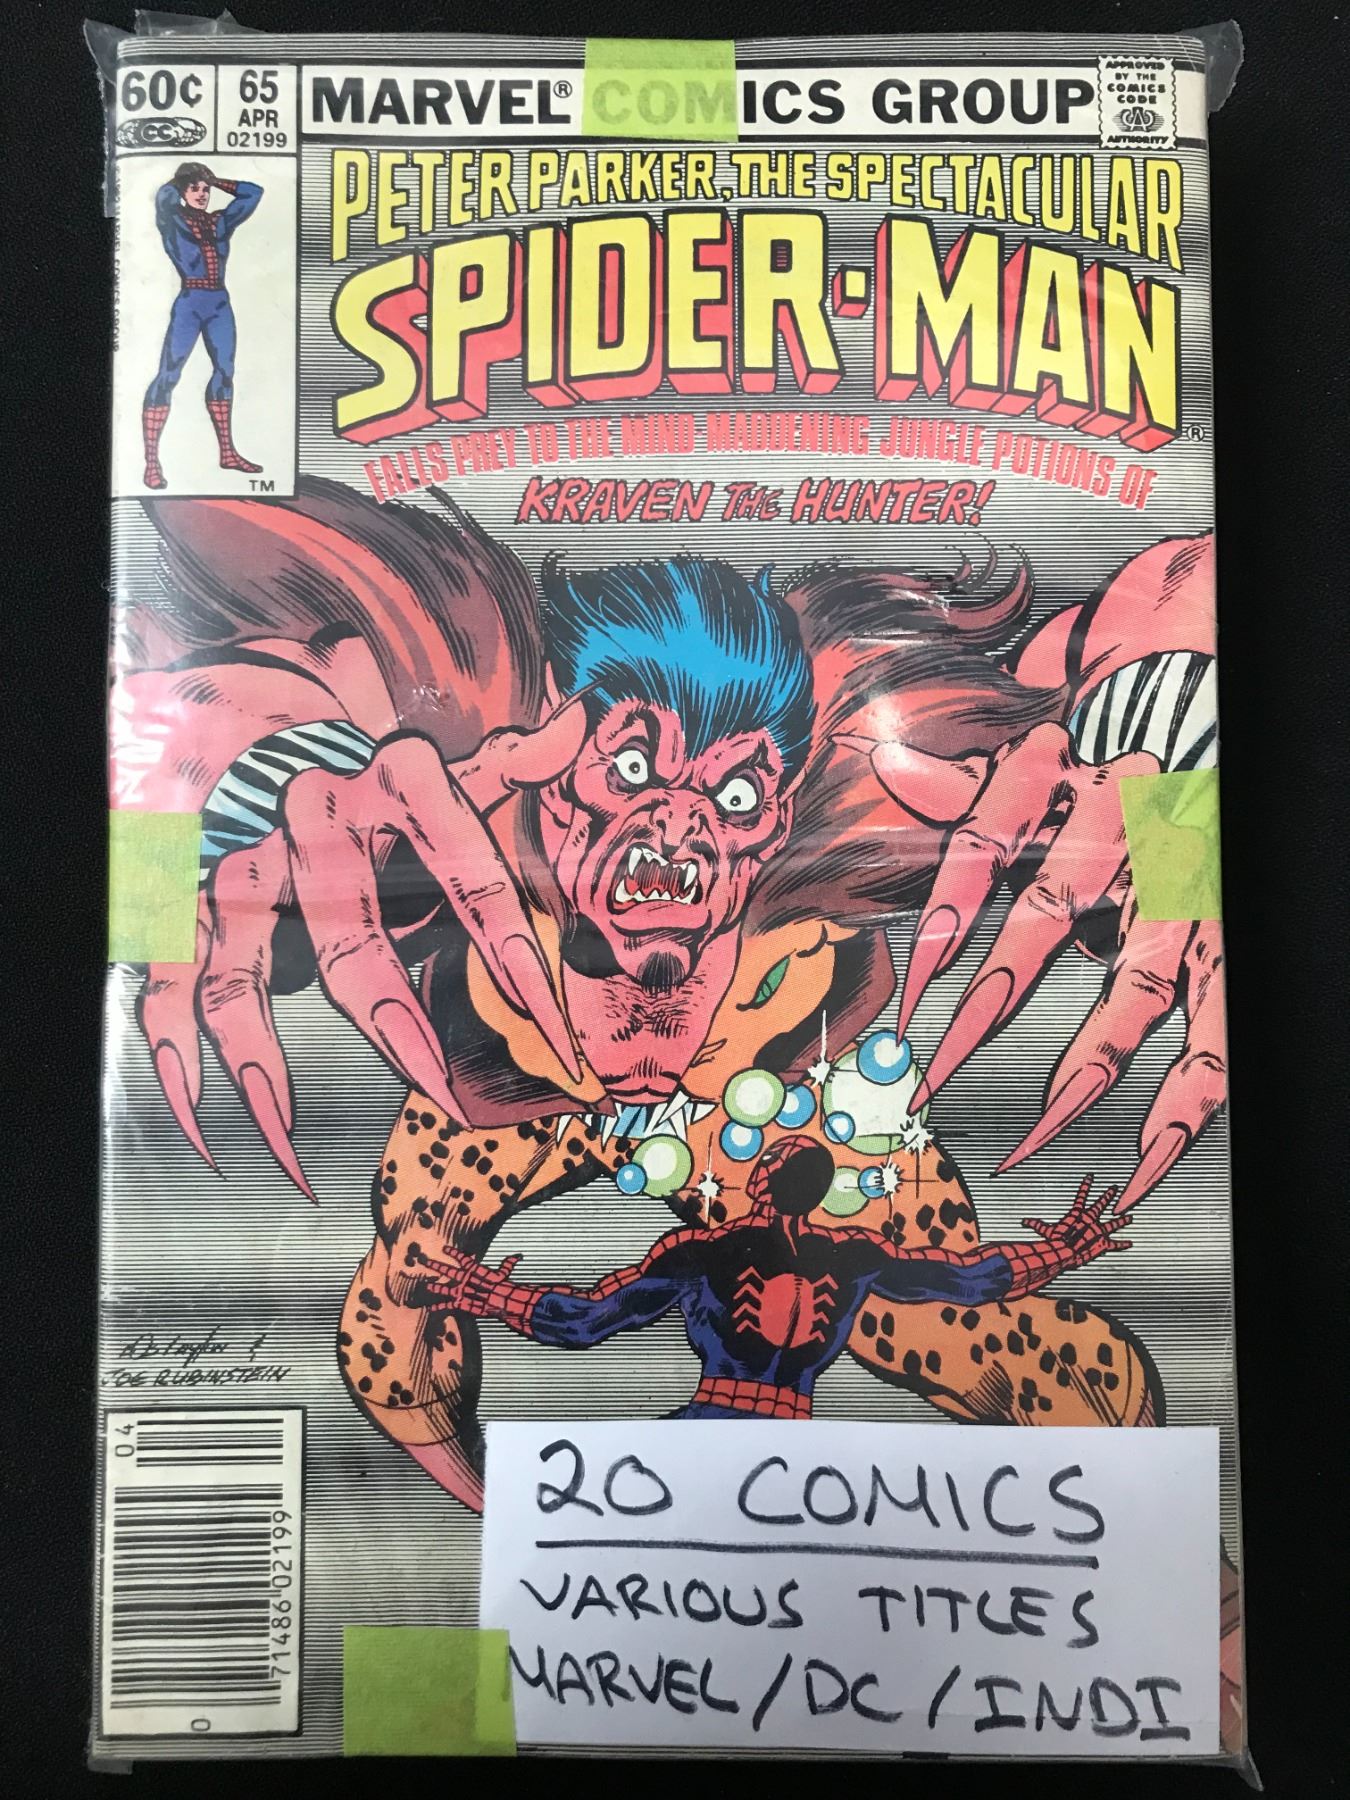 60¢
65
APR
02199
CC
MARVEL® COMICS GROUP
APPROVED
BY THE
COMICS
CODE
A
AUTHORITY
PETER PARKER, THE SPECTACULAR
SPIDER-MAN®
FALLS PREY TO THE MIND-MADDENING JUNGLE POTIONS OF
KRAVEN THE HUNTER!
TM
& 
JOE RUBINSTEIN
04
71486 02199
0
20 COMICS
VARIOUS TITLES
MARVEL/DC/INDI